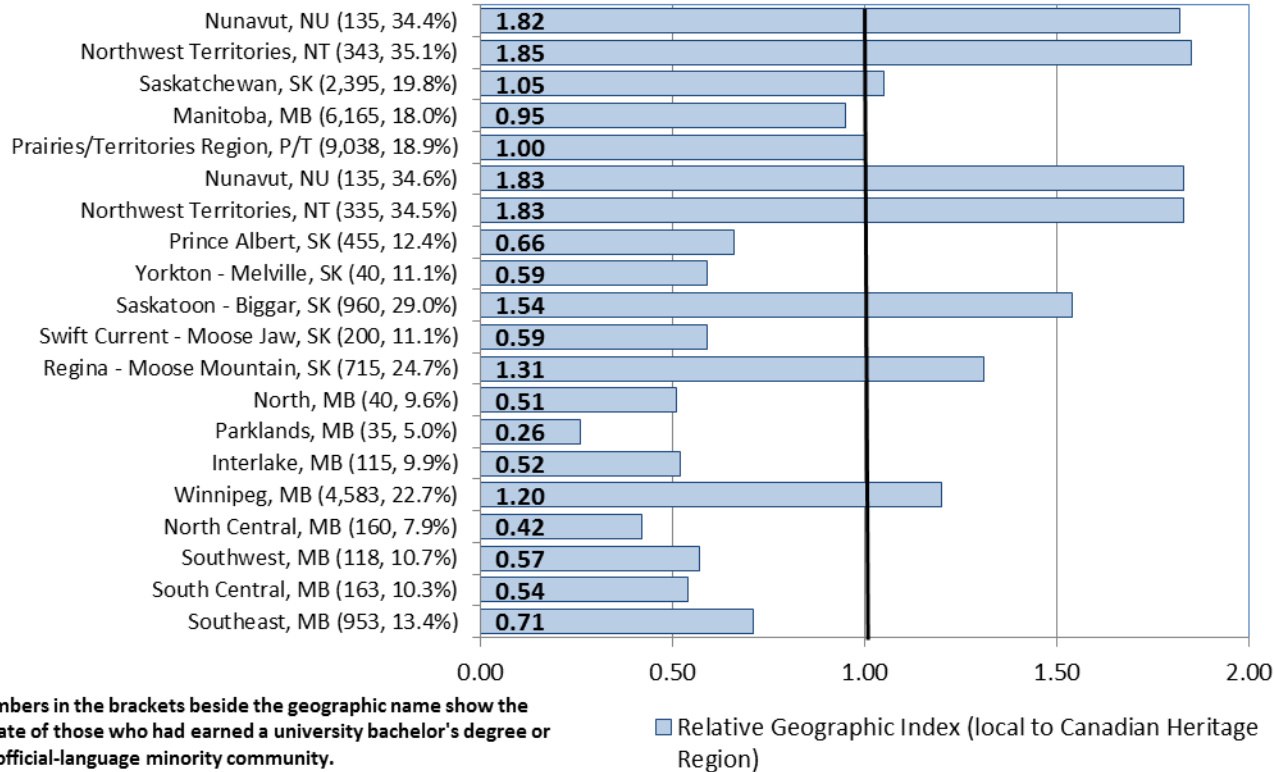 Nunavut, NU (135, 34.4%) 1.82
Northwest Territories, NT (343, 35.1%) 1.85
Saskatchewan, SK (2,395, 19.8%) 1.05
Manitoba, MB (6,165, 18.0%) 0.95
Prairies/Territories Region, P/T (9,038, 18.9%) 1.00
Nunavut, NU (135, 34.6%) 1.83
Northwest Territories, NT (335, 34.5%) 1.83
Prince Albert, SK (455, 12.4%) 0.66
Yorkton - Melville, SK (40, 11.1%) 0.59
Saskatoon - Biggar, SK (960, 29.0%) 1.54
Swift Current - Moose Jaw, SK (200, 11.1%) 0.59
Regina - Moose Mountain, SK (715, 24.7%) 1.31
North, MB (40, 9.6%) 0.51
Parklands, MB (35, 5.0%) 0.26
Interlake, MB (115, 9.9%) 0.52
Winnipeg, MB (4,583, 22.7%) 1.20
North Central, MB (160, 7.9%) 0.42
Southwest, MB (118, 10.7%) 0.57
South Central, MB (163, 10.3%) 0.54
Southeast, MB (953, 13.4%) 0.71
0.00 0.50 1.00 1.50 2.00
mbers in the brackets beside the geographic name show the
ate of those who had earned a university bachelor's degree or
official-language minority community.
Relative Geographic Index (local to Canadian Heritage
Region)